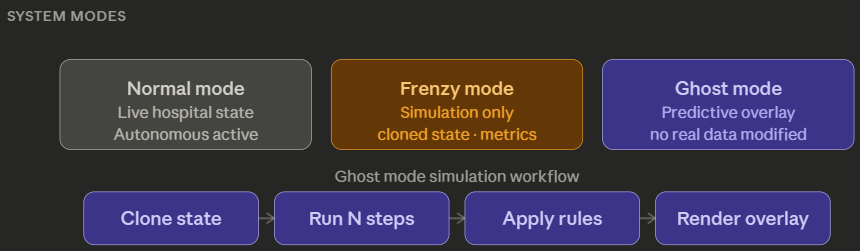 SYSTEM MODES
Normal mode
Live hospital state
Autonomous active
Frenzy mode
Simulation only
cloned state · metrics
Ghost mode
Predictive overlay
no real data modified
Ghost mode simulation workflow
Clone state
Run N steps
Apply rules
Render overlay